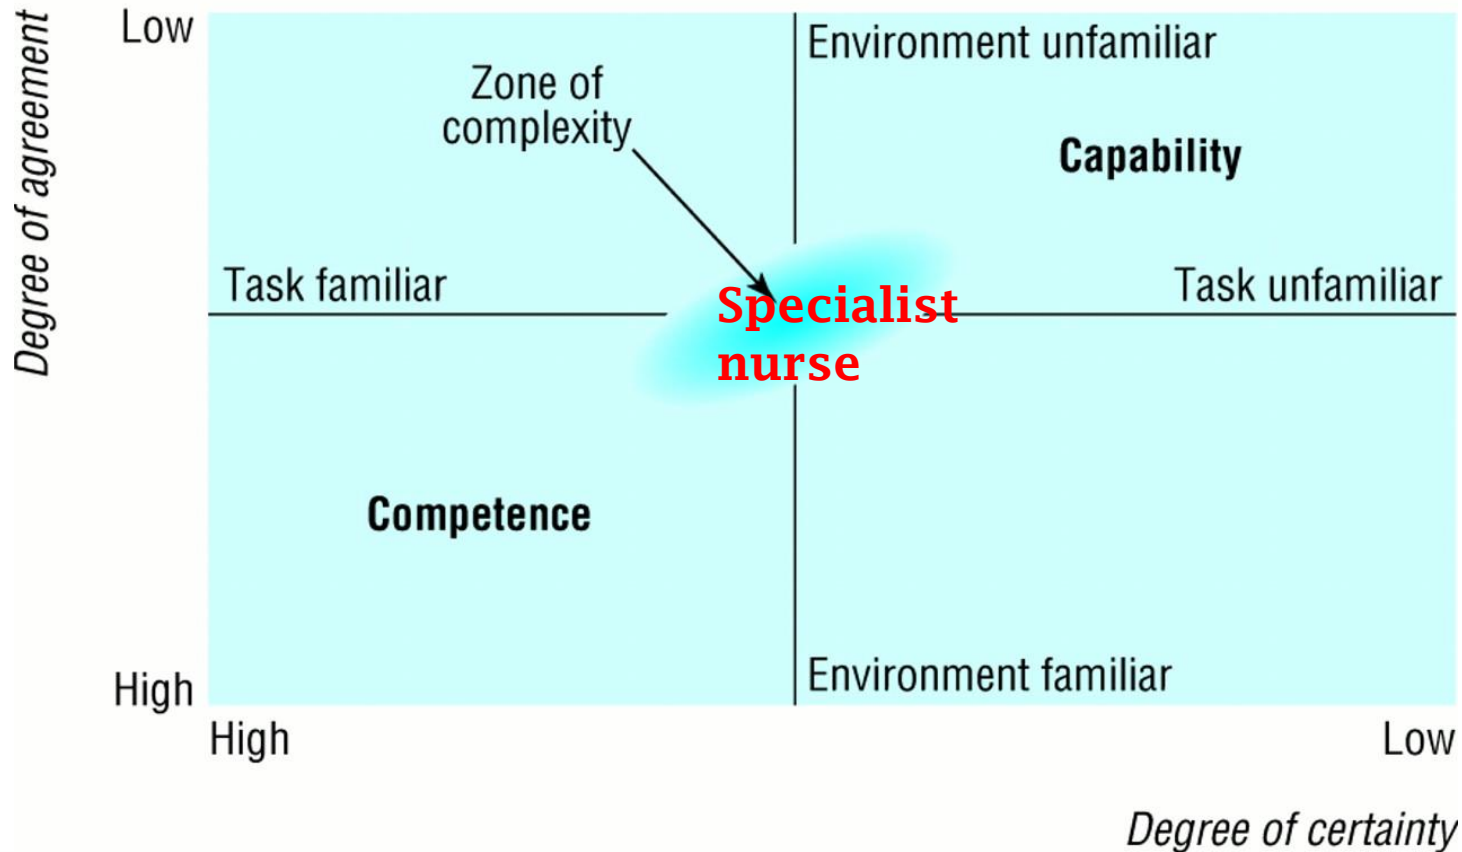 Degree of agreement
Low
Environment unfamiliar
Zone of
complexity
Capability
Task familiar
Task unfamiliar
Specialist
nurse
Competence
Environment familiar
High
High
Low
Degree of certainty